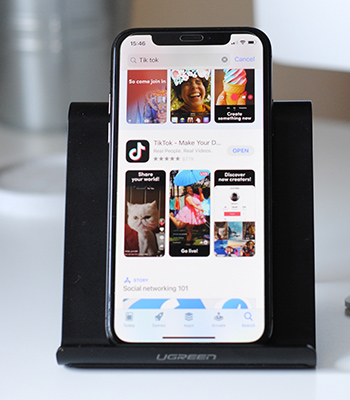 15:46
Tik tok
Cancel
So come join in
Create
something now
TikTok - Make Your D...
Real People. Real Videos.
OPEN
Share
your world!
Go live!
Discover
new creators!
STORY
Social networking 101
Today
Games
Apps
Arcade
Search
UGREEN